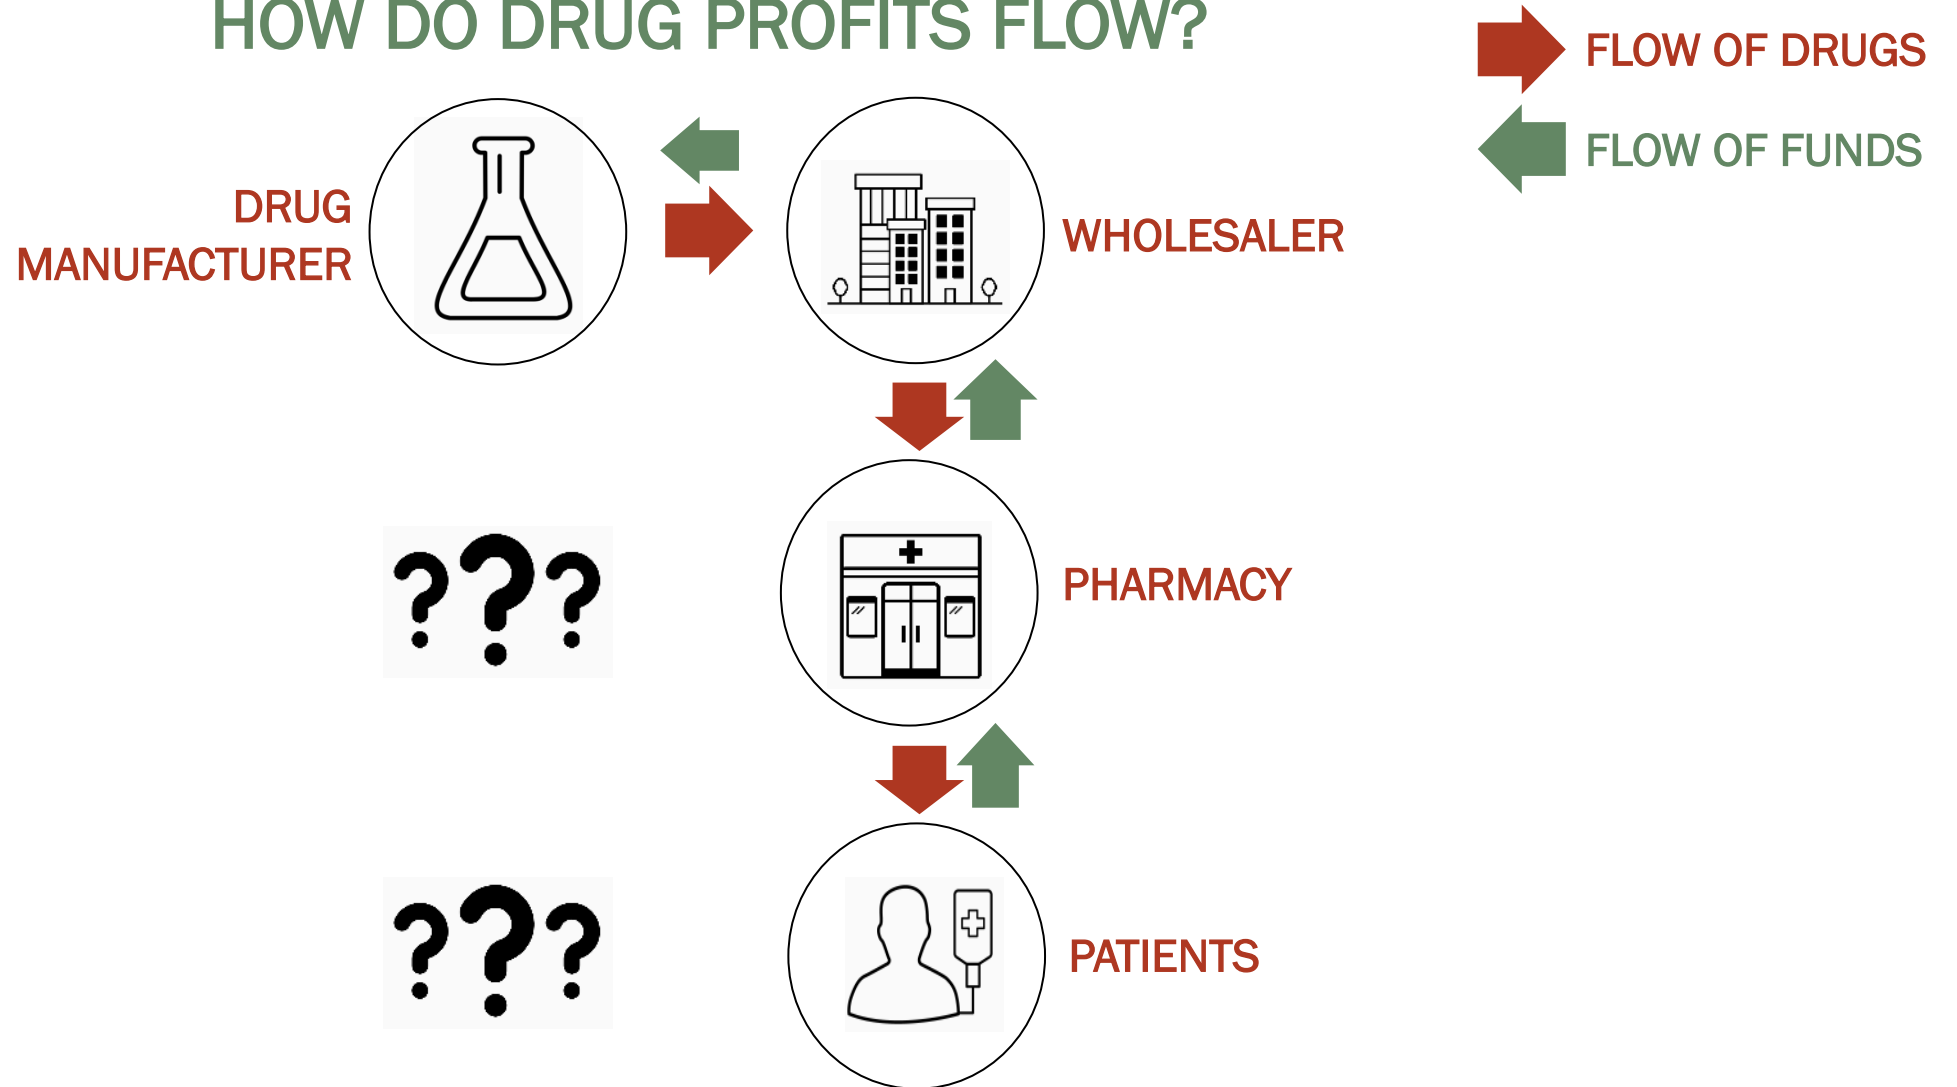 HOW DO DRUG PROFITS FLOW?
FLOW OF DRUGS
FLOW OF FUNDS
DRUG
MANUFACTURER
WHOLESALER
???
PHARMACY
???
PATIENTS